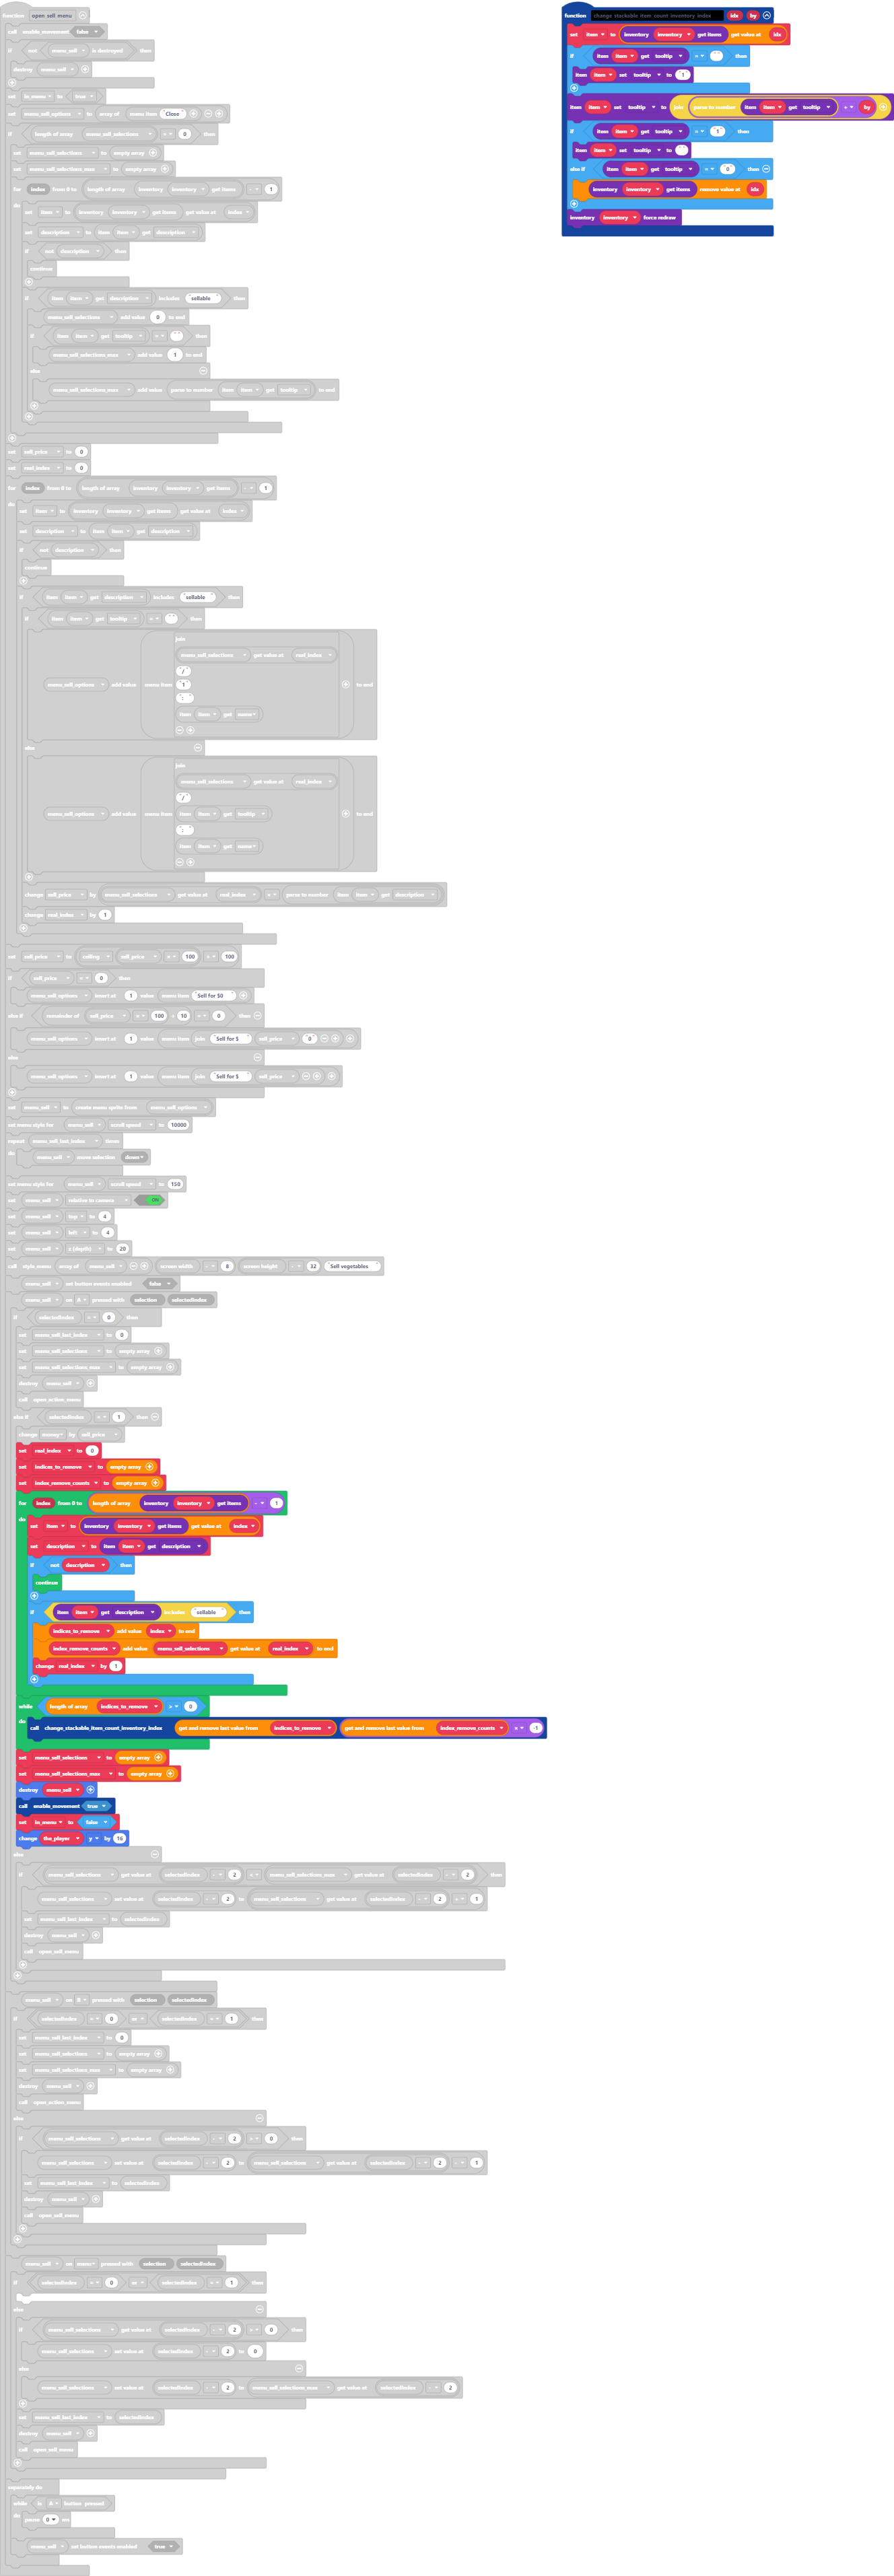 function open_sell_menu
call enable_movement false
if not menu_sell is destroyed then
destroy menu_sell
set in_menu to true
set menu_sell_options to array of menu item "Close"
if length of array menu_sell_selections = 0 then
set menu_sell_selections to empty array
set menu_sell_selections_max to empty array
for index from 0 to length of array inventory inventory get items - 1
do
set item to inventory inventory get items get value at index
set description to item item get description
if not description then
continue
if item item get description includes "sellable" then
menu_sell_selections add value 0 to end
if item item get tooltip = "" then
menu_sell_selections_max add value 1 to end
else
menu_sell_selections_max add value parse to number item item get tooltip to end
set sell_price to 0
set real_index to 0
for index from 0 to length of array inventory inventory get items - 1
do
set item to inventory inventory get items get value at index
set description to item item get description
if not description then
continue
if item item get description includes "sellable" then
if item item get tooltip = "" then
join
menu_sell_selections get value at real_index
"/"
menu_sell_options add value menu item "1" to end
":"
item item get name
else
join
menu_sell_selections get value at real_index
"/"
menu_sell_options add value menu item item item get tooltip to end
":"
item item get name
change sell_price by menu_sell_selections get value at real_index × parse to number item item get description
change real_index by 1
set sell_price to ceiling sell_price × 100 ÷ 100
if sell_price = 0 then
menu_sell_options insert at 1 value menu item "Sell for $0"
else if remainder of sell_price × 100 ÷ 10 = 0 then
menu_sell_options insert at 1 value menu item join "Sell for $" sell_price "0"
else
menu_sell_options insert at 1 value menu item join "Sell for $" sell_price
set menu_sell to create menu sprite from menu_sell_options
set menu style for menu_sell scroll speed to 10000
repeat menu_sell_last_index times
do menu_sell move selection down
set menu style for menu_sell scroll speed to 150
set menu_sell relative to camera ON
set menu_sell top to 4
set menu_sell left to 4
set menu_sell z (depth) to 20
call style_menu array of menu_sell screen width - 8 screen height - 32 "Sell vegetables"
menu_sell set button events enabled false
menu_sell on A pressed with selection selectedIndex
if selectedIndex = 0 then
set menu_sell_last_index to 0
set menu_sell_selections to empty array
set menu_sell_selections_max to empty array
destroy menu_sell
call open_action_menu
else if selectedIndex = 1 then
change money by sell_price
set real_index to 0
set indices_to_remove to empty array
set index_remove_counts to empty array
for index from 0 to length of array inventory inventory get items - 1
do
set item to inventory inventory get items get value at index
set description to item item get description
if not description then
continue
if item item get description includes "sellable" then
indices_to_remove add value index to end
index_remove_counts add value menu_sell_selections get value at real_index to end
change real_index by 1
while length of array indices_to_remove > 0
do call change_stackable_item_count_inventory_index get and remove last value from indices_to_remove get and remove last value from index_remove_counts × -1
set menu_sell_selections to empty array
set menu_sell_selections_max to empty array
destroy menu_sell
call enable_movement true
set in_menu to false
change the_player y by 16
else
if menu_sell_selections get value at selectedIndex - 2 < menu_sell_selections_max get value at selectedIndex - 2 then
menu_sell_selections set value at selectedIndex - 2 to menu_sell_selections get value at selectedIndex - 2 + 1
set menu_sell_last_index to selectedIndex
destroy menu_sell
call open_sell_menu
menu_sell on B pressed with selection selectedIndex
if selectedIndex = 0 or selectedIndex = 1 then
set menu_sell_last_index to 0
set menu_sell_selections to empty array
set menu_sell_selections_max to empty array
destroy menu_sell
call open_action_menu
else
if menu_sell_selections get value at selectedIndex - 2 > 0 then
menu_sell_selections set value at selectedIndex - 2 to menu_sell_selections get value at selectedIndex - 2 - 1
set menu_sell_last_index to selectedIndex
destroy menu_sell
call open_sell_menu
menu_sell on menu pressed with selection selectedIndex
if selectedIndex = 0 or selectedIndex = 1 then
else
if menu_sell_selections get value at selectedIndex - 2 > 0 then
menu_sell_selections set value at selectedIndex - 2 to 0
else
menu_sell_selections set value at selectedIndex - 2 to menu_sell_selections_max get value at selectedIndex - 2
set menu_sell_last_index to selectedIndex
destroy menu_sell
call open_sell_menu
separately do
while is A button pressed
do pause 0 ms
menu_sell set button events enabled true
function change_stackable_item_count_inventory_index idx by
set item to inventory inventory get items get value at idx
if item item get tooltip = "" then
item item set tooltip to 1
item item set tooltip to join parse to number item item get tooltip + by
if item item get tooltip = "1" then
item item set tooltip to ""
else if item item get tooltip = 0 then
inventory inventory get items remove value at idx
inventory inventory force redraw